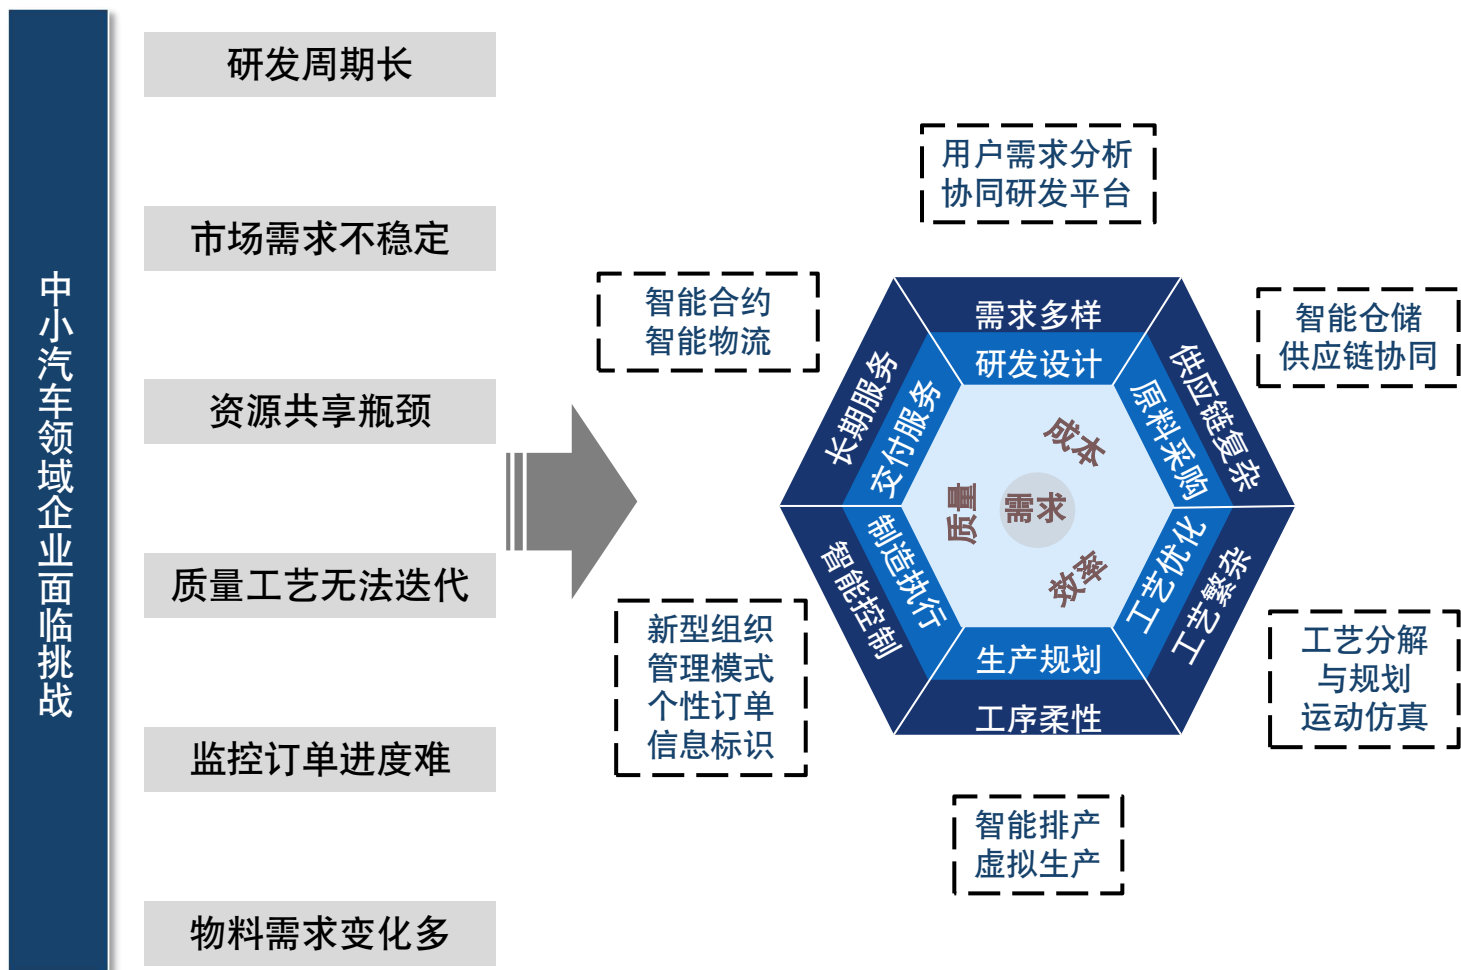 中小汽车领域企业面临挑战
研发周期长
市场需求不稳定
资源共享瓶颈
质量工艺无法迭代
监控订单进度难
物料需求变化多
用户需求分析
协同研发平台
智能合约
智能物流
智能仓储
供应链协同
需求多样
研发设计
长期服务
交付服务
供应链复杂
原料采购
成本
质量
需求
效率
智能控制
制造执行
工艺优化
工艺繁杂
生产规划
工序柔性
新型组织
管理模式
个性订单
信息标识
工艺分解
与规划
运动仿真
智能排产
虚拟生产